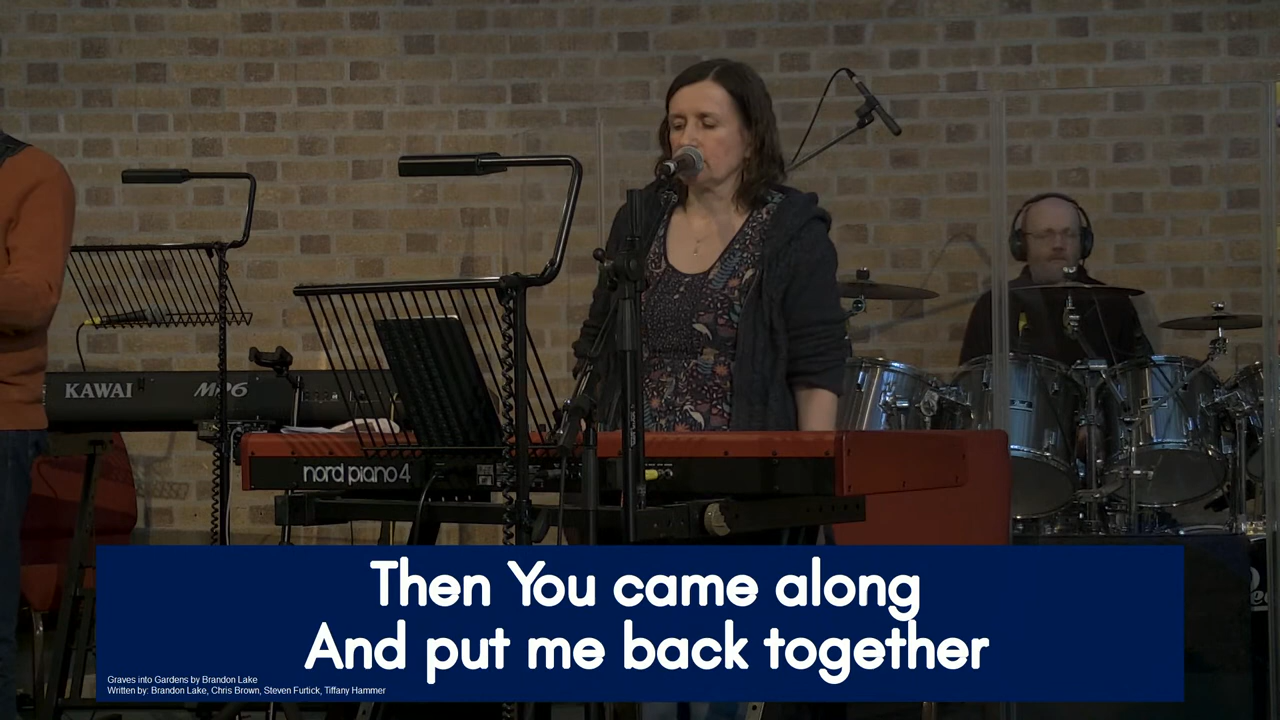 KAWAI MP6
nord piano 4
Then You came along
And put me back together
Graves into Gardens by Brandon Lake
Written by: Brandon Lake, Chris Brown, Steven Furtick, Tiffany Hammer